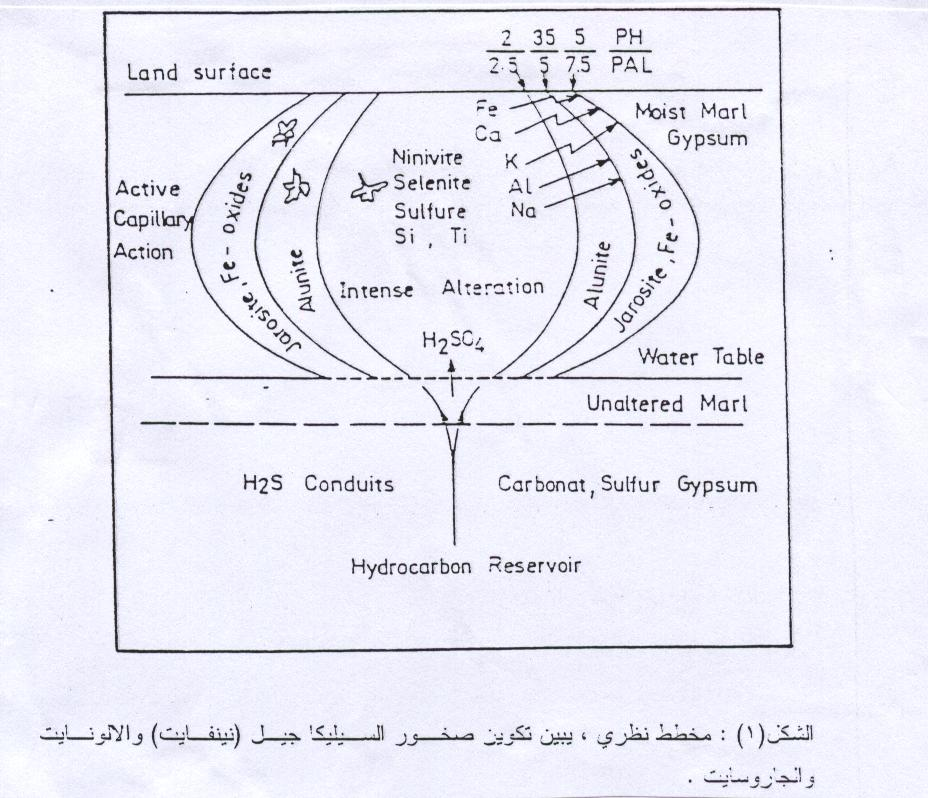 2 35 5 PH
2.5 5 7.5 PAL
Land surface
Fe
Ca
K
Al
Na
Moist Marl
Gypsum
Ninivite
Selenite
Sulfure
Si , Ti
Active
Capillary
Action
Jarosite, Fe- oxides
Alunite
Intense Alteration
Alunite
Jarosite, Fe- oxides
H2SO4
Water Table
Unaltered Marl
H2S Conduits
Carbonat, Sulfur Gypsum
Hydrocarbon Reservoir
الشكل(١) : مخطط نظري ، يبين تكوين صخور السيليكا جيل (نينفايت) والالونايت
والجاروسايت .